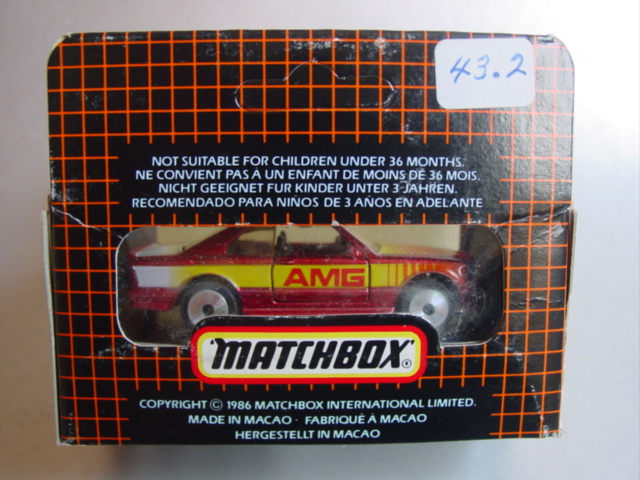 43.2
NOT SUITABLE FOR CHILDREN UNDER 36 MONTHS.
NE CONVIENT PAS À UN ENFANT DE MOINS DE 36 MOIS.
NICHT GEEIGNET FUR KINDER UNTER 3 JAHREN.
RECOMENDADO PARA NIÑOS DE 3 AÑOS EN ADELANTE
AMG
"MATCHBOX"®
COPYRIGHT © 1986 MATCHBOX INTERNATIONAL LIMITED.
MADE IN MACAO · FABRIQUÉ À MACAO
HERGESTELLT IN MACAO